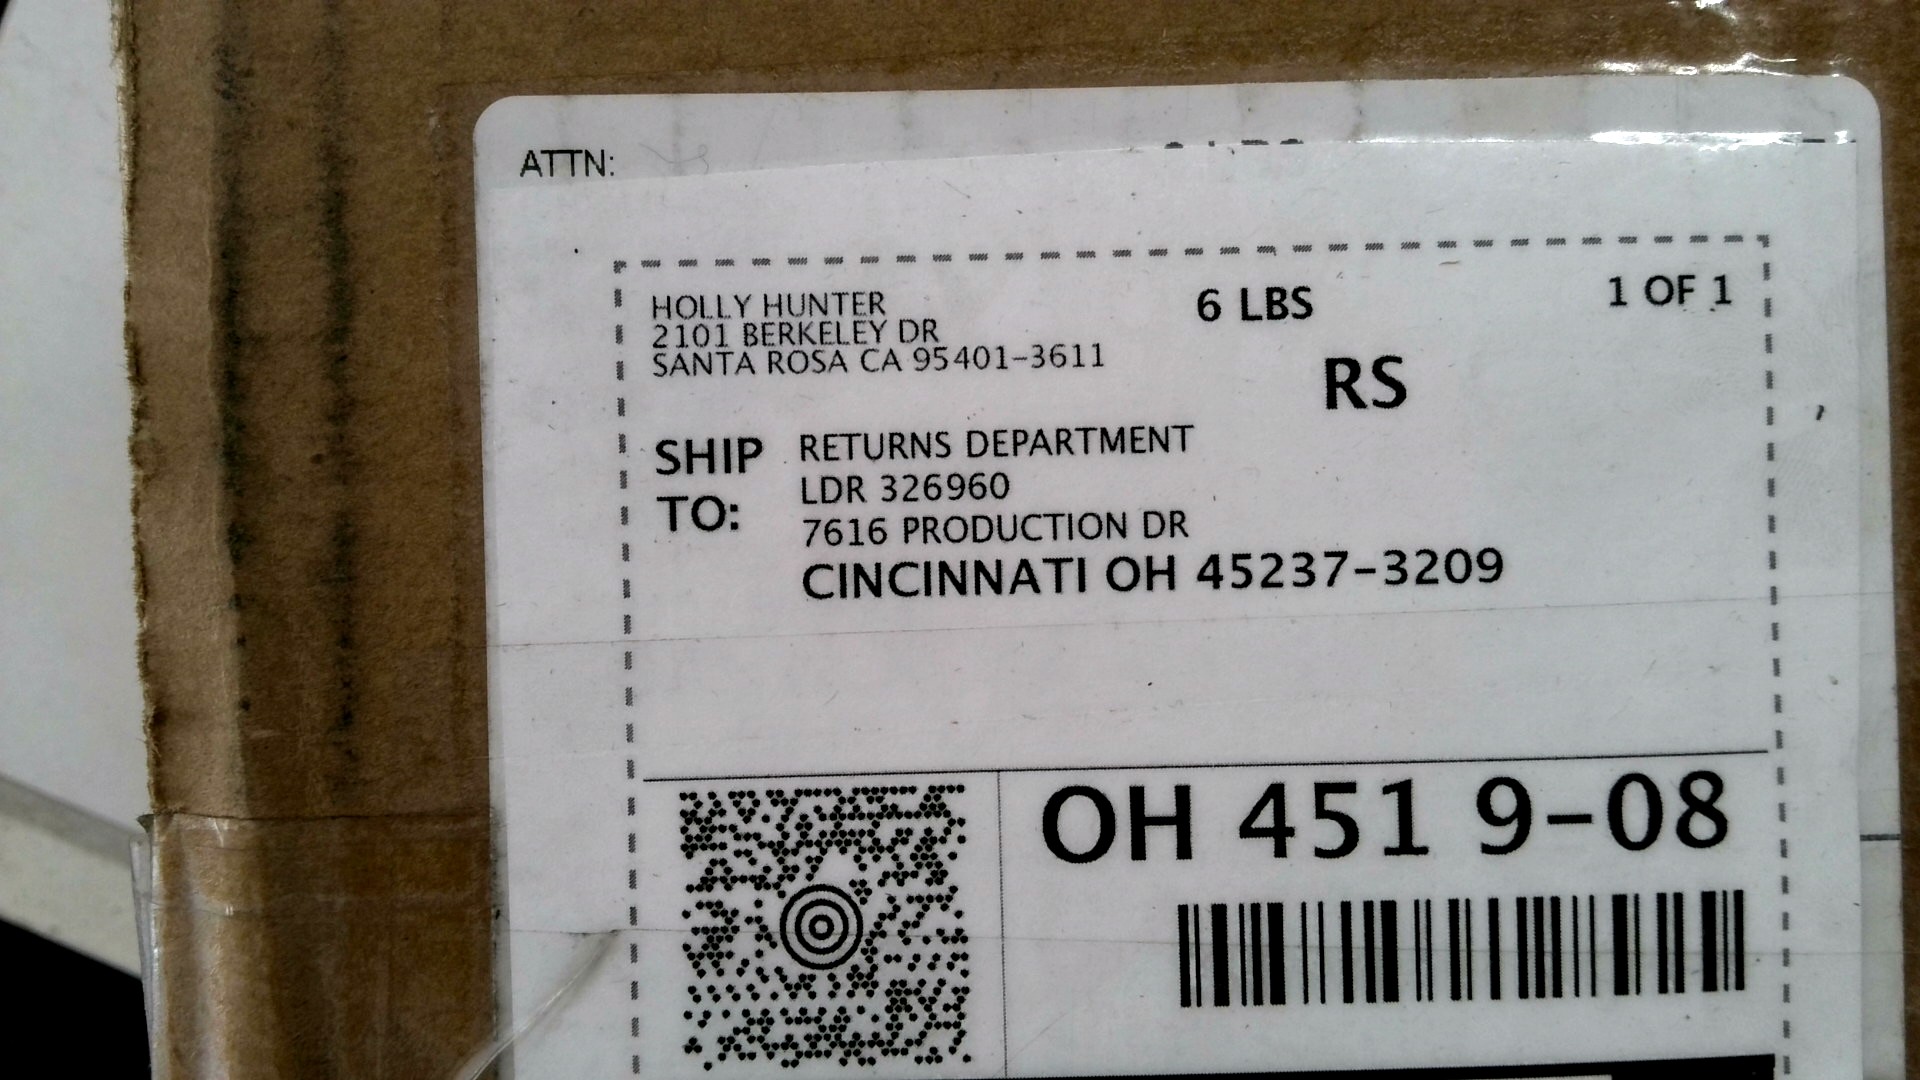 ATTN:
HOLLY HUNTER
2101 BERKELEY DR
SANTA ROSA CA 95401-3611
6 LBS
1 OF 1
RS
SHIP TO:
RETURNS DEPARTMENT
LDR 326960
7616 PRODUCTION DR
CINCINNATI OH 45237-3209
OH 451 9-08